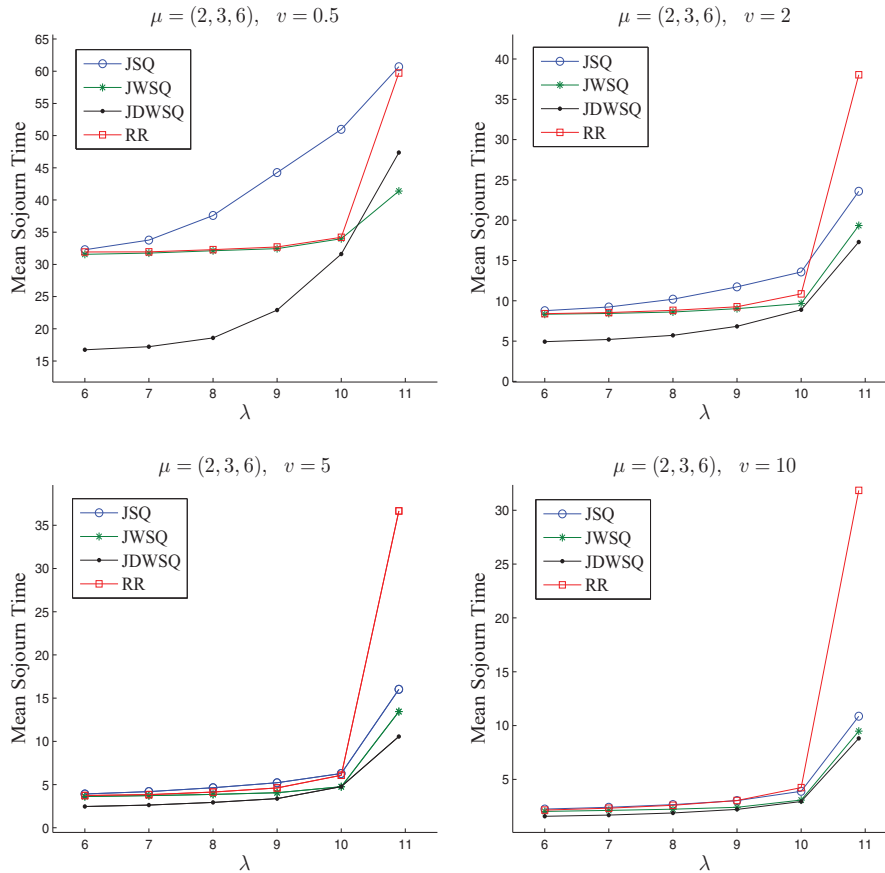 μ = (2, 3, 6), v = 0.5
65
60
55
50
45
40
35
30
25
20
15
Mean Sojourn Time
JSQ
JWSQ
JDWSQ
RR
6 7 8 9 10 11
λ
μ = (2, 3, 6), v = 2
40
35
30
25
20
15
10
5
0
Mean Sojourn Time
JSQ
JWSQ
JDWSQ
RR
6 7 8 9 10 11
λ
μ = (2, 3, 6), v = 5
35
30
25
20
15
10
5
0
Mean Sojourn Time
JSQ
JWSQ
JDWSQ
RR
6 7 8 9 10 11
λ
μ = (2, 3, 6), v = 10
30
25
20
15
10
5
Mean Sojourn Time
JSQ
JWSQ
JDWSQ
RR
6 7 8 9 10 11
λ